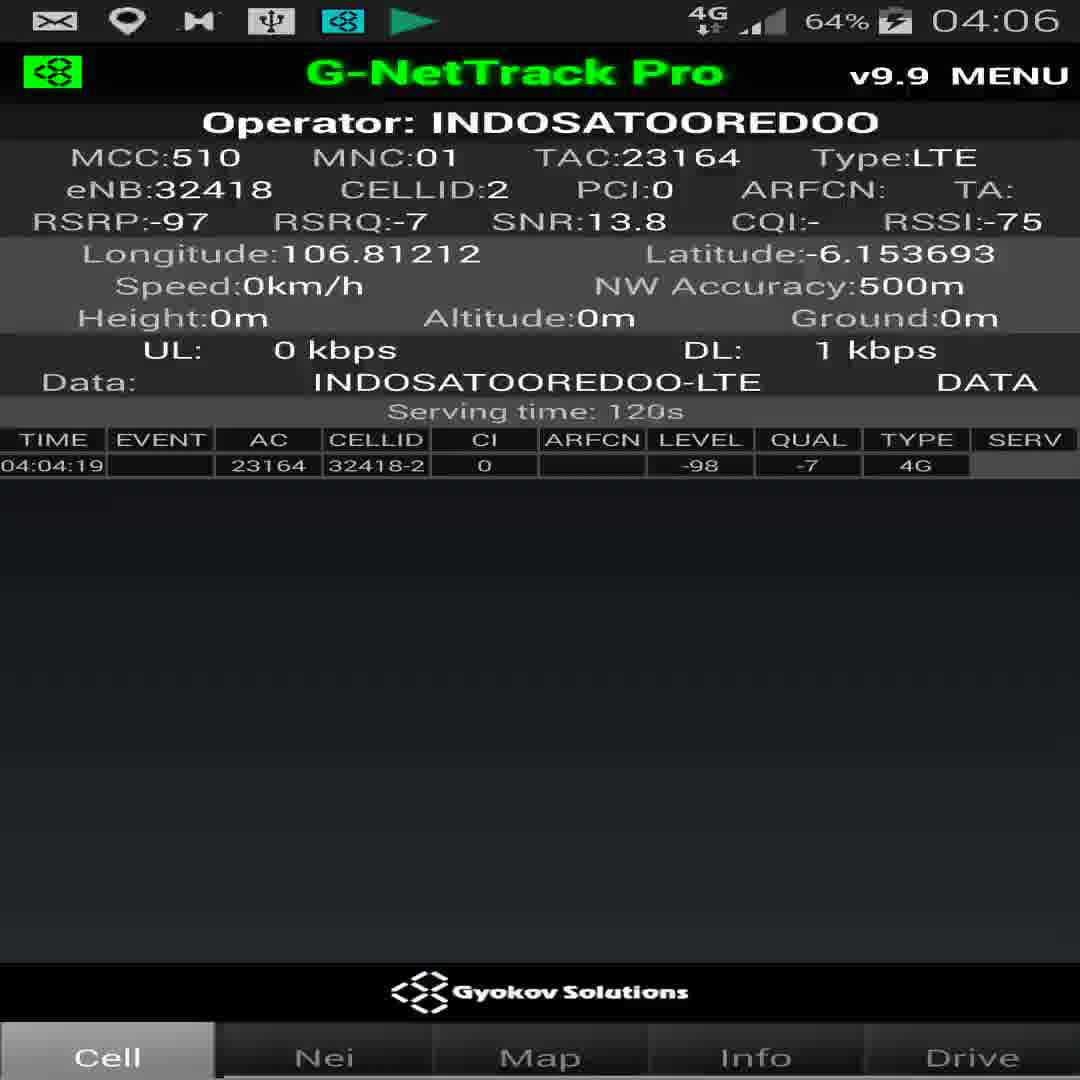 4G 64% 04:06
G-NetTrack Pro v9.9 MENU
Operator: INDOSATOOREDOO
MCC:510 MNC:01 TAC:23164 Type:LTE
eNB:32418 CELLID:2 PCI:0 ARFCN: TA:
RSRP:-97 RSRQ:-7 SNR:13.8 CQI:- RSSI:-75
Longitude:106.81212 Latitude:-6.153693
Speed:0km/h NW Accuracy:500m
Height:0m Altitude:0m Ground:0m
UL: 0 kbps DL: 1 kbps
Data: INDOSATOOREDOO-LTE DATA
Serving time: 120s
TIME EVENT AC CELLID CI ARFCN LEVEL QUAL TYPE SERV
04:04:19 23164 32418-2 0 -98 -7 4G
Gyokov Solutions
Cell Nei Map Info Drive